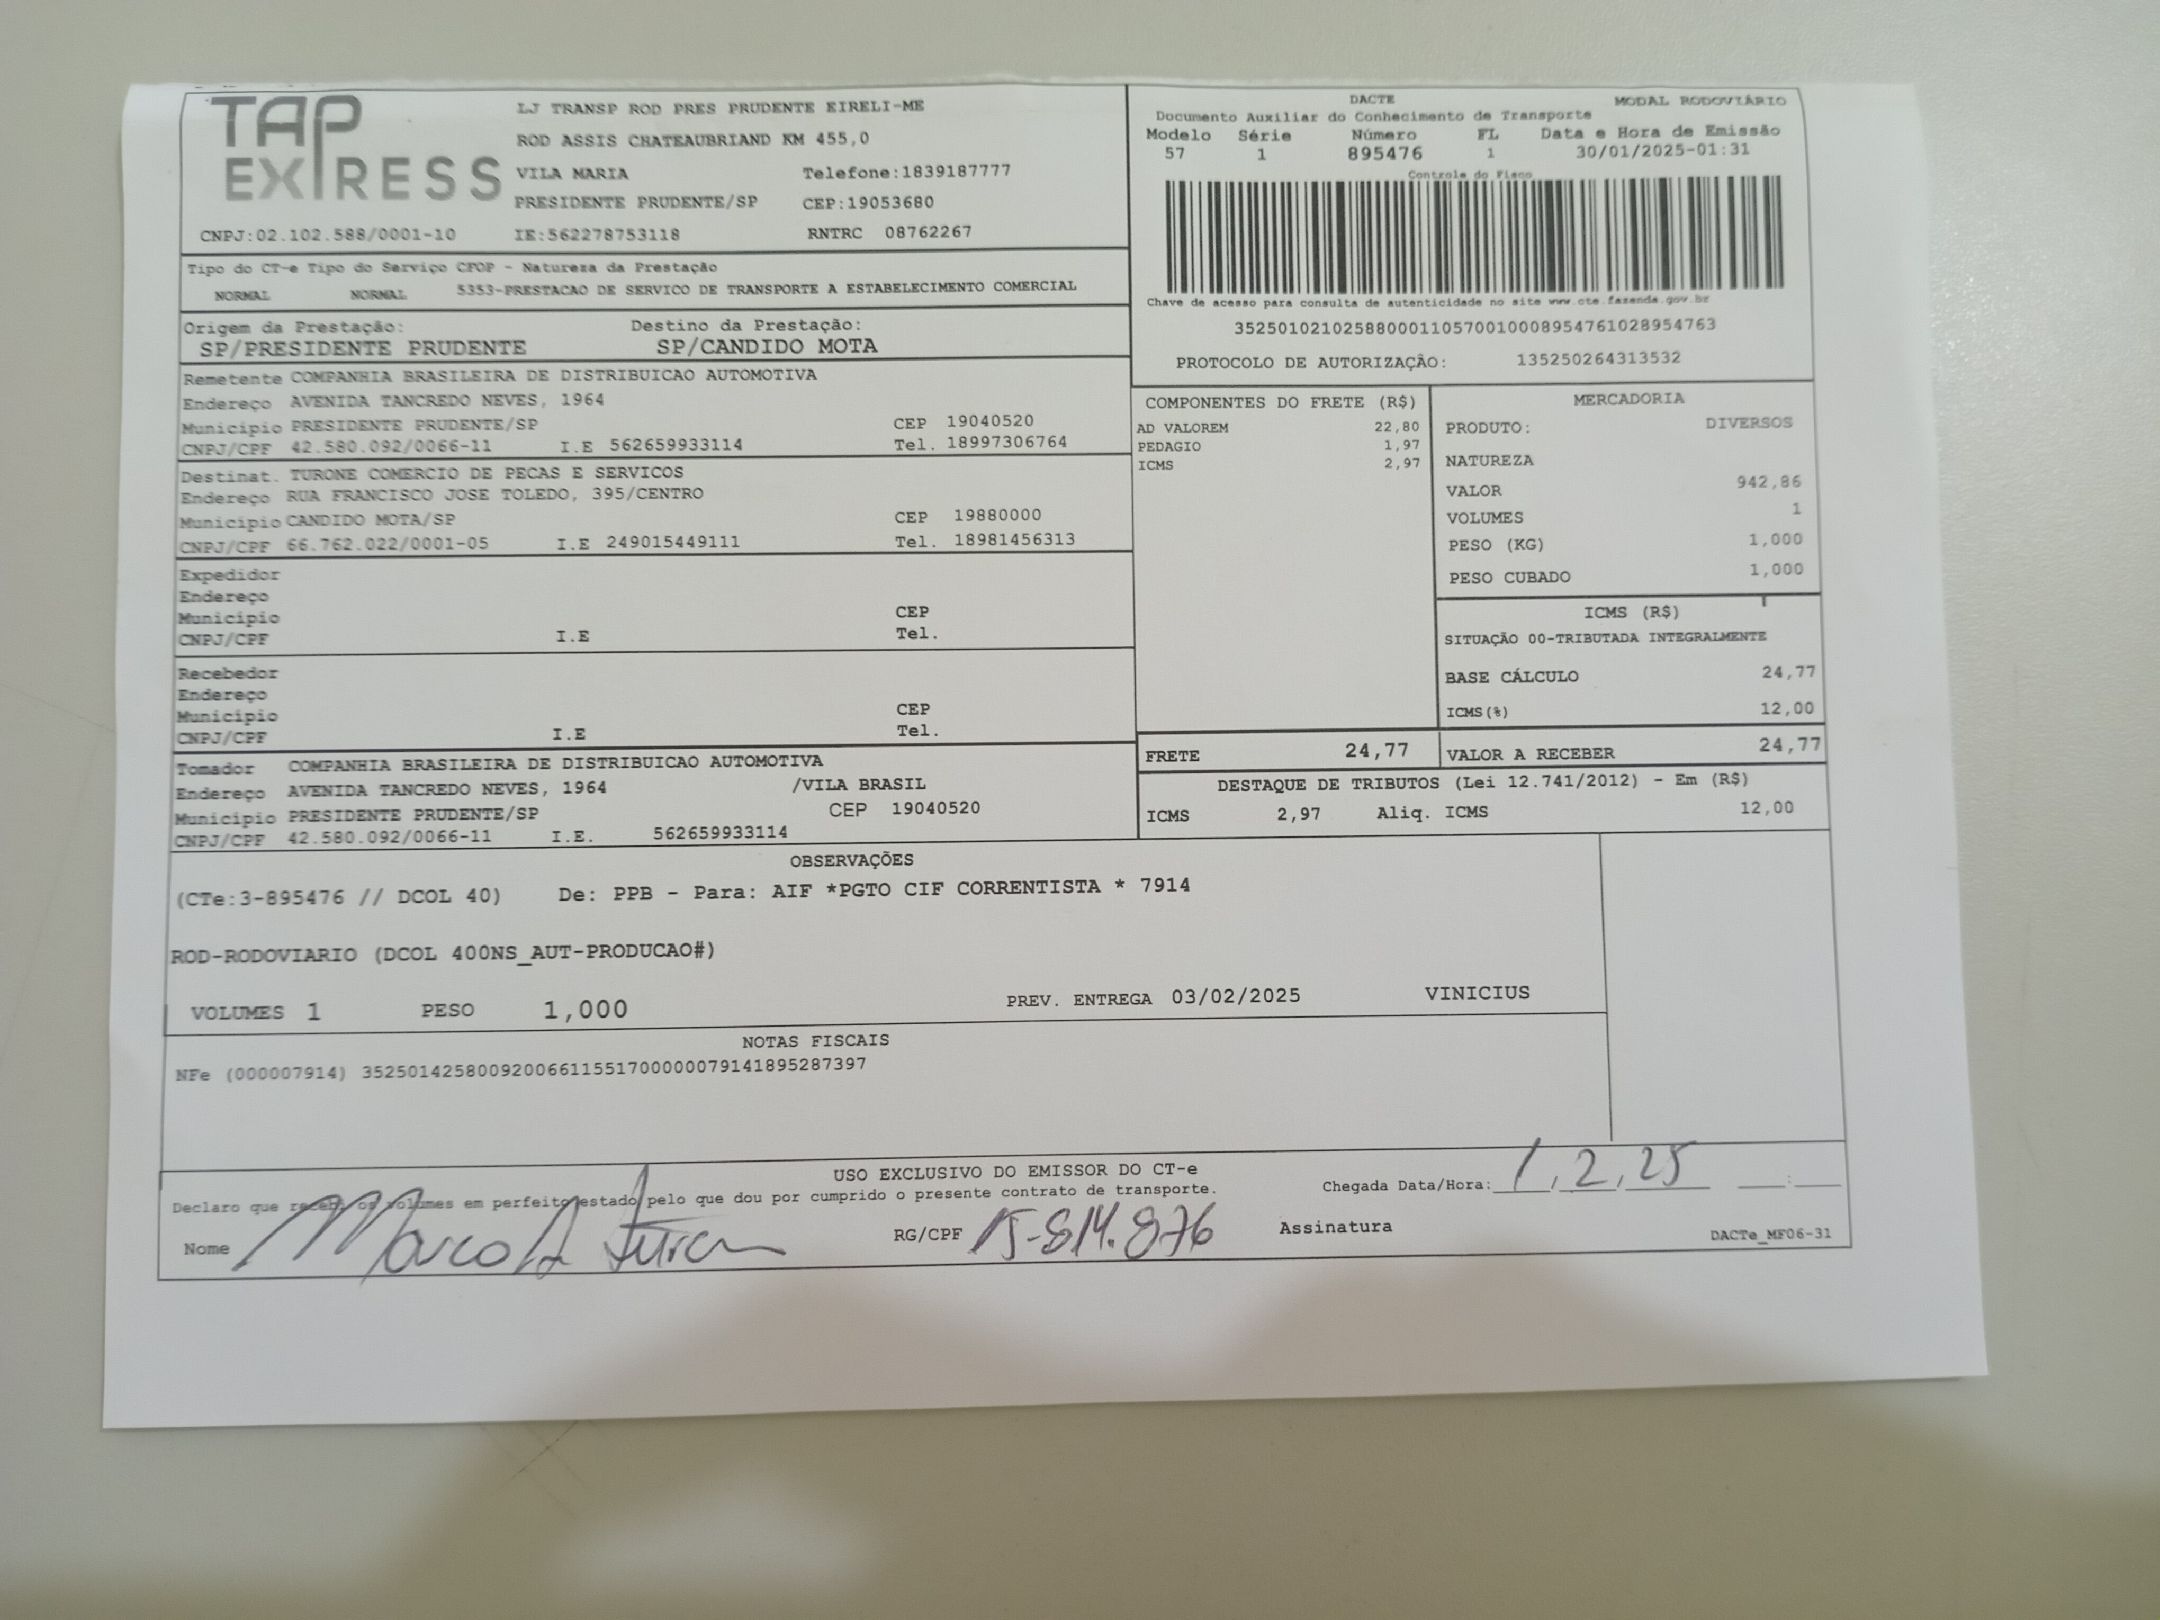 TAP EXPRESS
LJ TRANSP ROD PRES PRUDENTE EIRELI-ME
ROD ASSIS CHATEAUBRIAND KM 455,0
VILA MARIA Telefone:1839187777
PRESIDENTE PRUDENTE/SP CEP:19053680
CNPJ:02.102.588/0001-10 IE:562278753118 RNTRC 08762267
DACTE MODAL RODOVIÁRIO
Documento Auxiliar do Conhecimento de Transporte
Modelo Série Número FL Data e Hora de Emissão
57 1 895476 1 30/01/2025-01:31
Controle do Fisco
Chave de acesso para consulta de autenticidade no site www.cte.fazenda.gov.br
35250102102588000110570010008954761028954763
PROTOCOLO DE AUTORIZAÇÃO: 135250264313532
Tipo do CT-e Tipo do Serviço CFOP - Natureza da Prestação
NORMAL NORMAL 5353-PRESTACAO DE SERVICO DE TRANSPORTE A ESTABELECIMENTO COMERCIAL
Origem da Prestação: Destino da Prestação:
SP/PRESIDENTE PRUDENTE SP/CANDIDO MOTA
Remetente COMPANHIA BRASILEIRA DE DISTRIBUICAO AUTOMOTIVA
Endereço AVENIDA TANCREDO NEVES, 1964
Municipio PRESIDENTE PRUDENTE/SP CEP 19040520
CNPJ/CPF 42.580.092/0066-11 I.E 562659933114 Tel. 18997306764
Destinat. TURONE COMERCIO DE PECAS E SERVICOS
Endereço RUA FRANCISCO JOSE TOLEDO, 395/CENTRO
Municipio CANDIDO MOTA/SP CEP 19880000
CNPJ/CPF 66.762.022/0001-05 I.E 249015449111 Tel. 18981456313
Expedidor
Endereço
Municipio CEP
CNPJ/CPF I.E Tel.
Recebedor
Endereço
Municipio CEP
CNPJ/CPF I.E Tel.
Tomador COMPANHIA BRASILEIRA DE DISTRIBUICAO AUTOMOTIVA
Endereço AVENIDA TANCREDO NEVES, 1964 /VILA BRASIL
Municipio PRESIDENTE PRUDENTE/SP CEP 19040520
CNPJ/CPF 42.580.092/0066-11 I.E. 562659933114
COMPONENTES DO FRETE (R$)
AD VALOREM 22,80
PEDAGIO 1,97
ICMS 2,97
MERCADORIA
PRODUTO: DIVERSOS
NATUREZA
VALOR 942,86
VOLUMES 1
PESO (KG) 1,000
PESO CUBADO 1,000
ICMS (R$)
SITUAÇÃO 00-TRIBUTADA INTEGRALMENTE
BASE CÁLCULO 24,77
ICMS(%) 12,00
FRETE 24,77 VALOR A RECEBER 24,77
DESTAQUE DE TRIBUTOS (Lei 12.741/2012) - Em (R$)
ICMS 2,97 Aliq. ICMS 12,00
OBSERVAÇÕES
(CTe:3-895476 // DCOL 40) De: PPB - Para: AIF *PGTO CIF CORRENTISTA * 7914
ROD-RODOVIARIO (DCOL 400NS_AUT-PRODUCAO#)
VOLUMES 1 PESO 1,000 PREV. ENTREGA 03/02/2025 VINICIUS
NOTAS FISCAIS
NFe (000007914) 35250142580092006611551700000079141895287397
USO EXCLUSIVO DO EMISSOR DO CT-e
Declaro que recebi os volumes em perfeito estado pelo que dou por cumprido o presente contrato de transporte.
Chegada Data/Hora: 1/2/25 :
Nome Marco A RG/CPF 15-814.876 Assinatura
DACTe_MF06-31